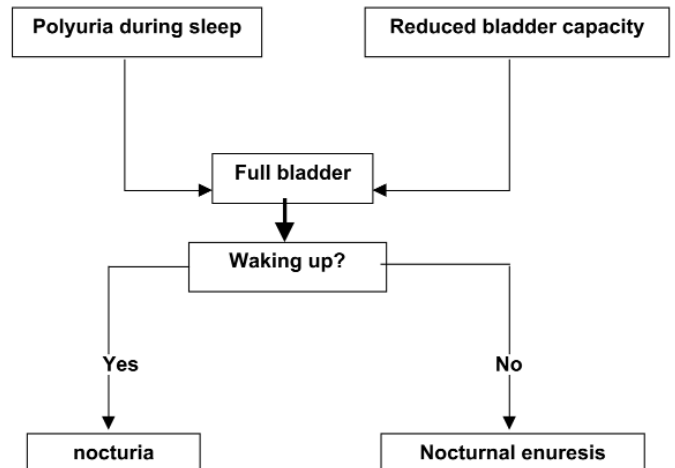 Polyuria during sleep
Reduced bladder capacity
Full bladder
Waking up?
Yes
No
nocturia
Nocturnal enuresis